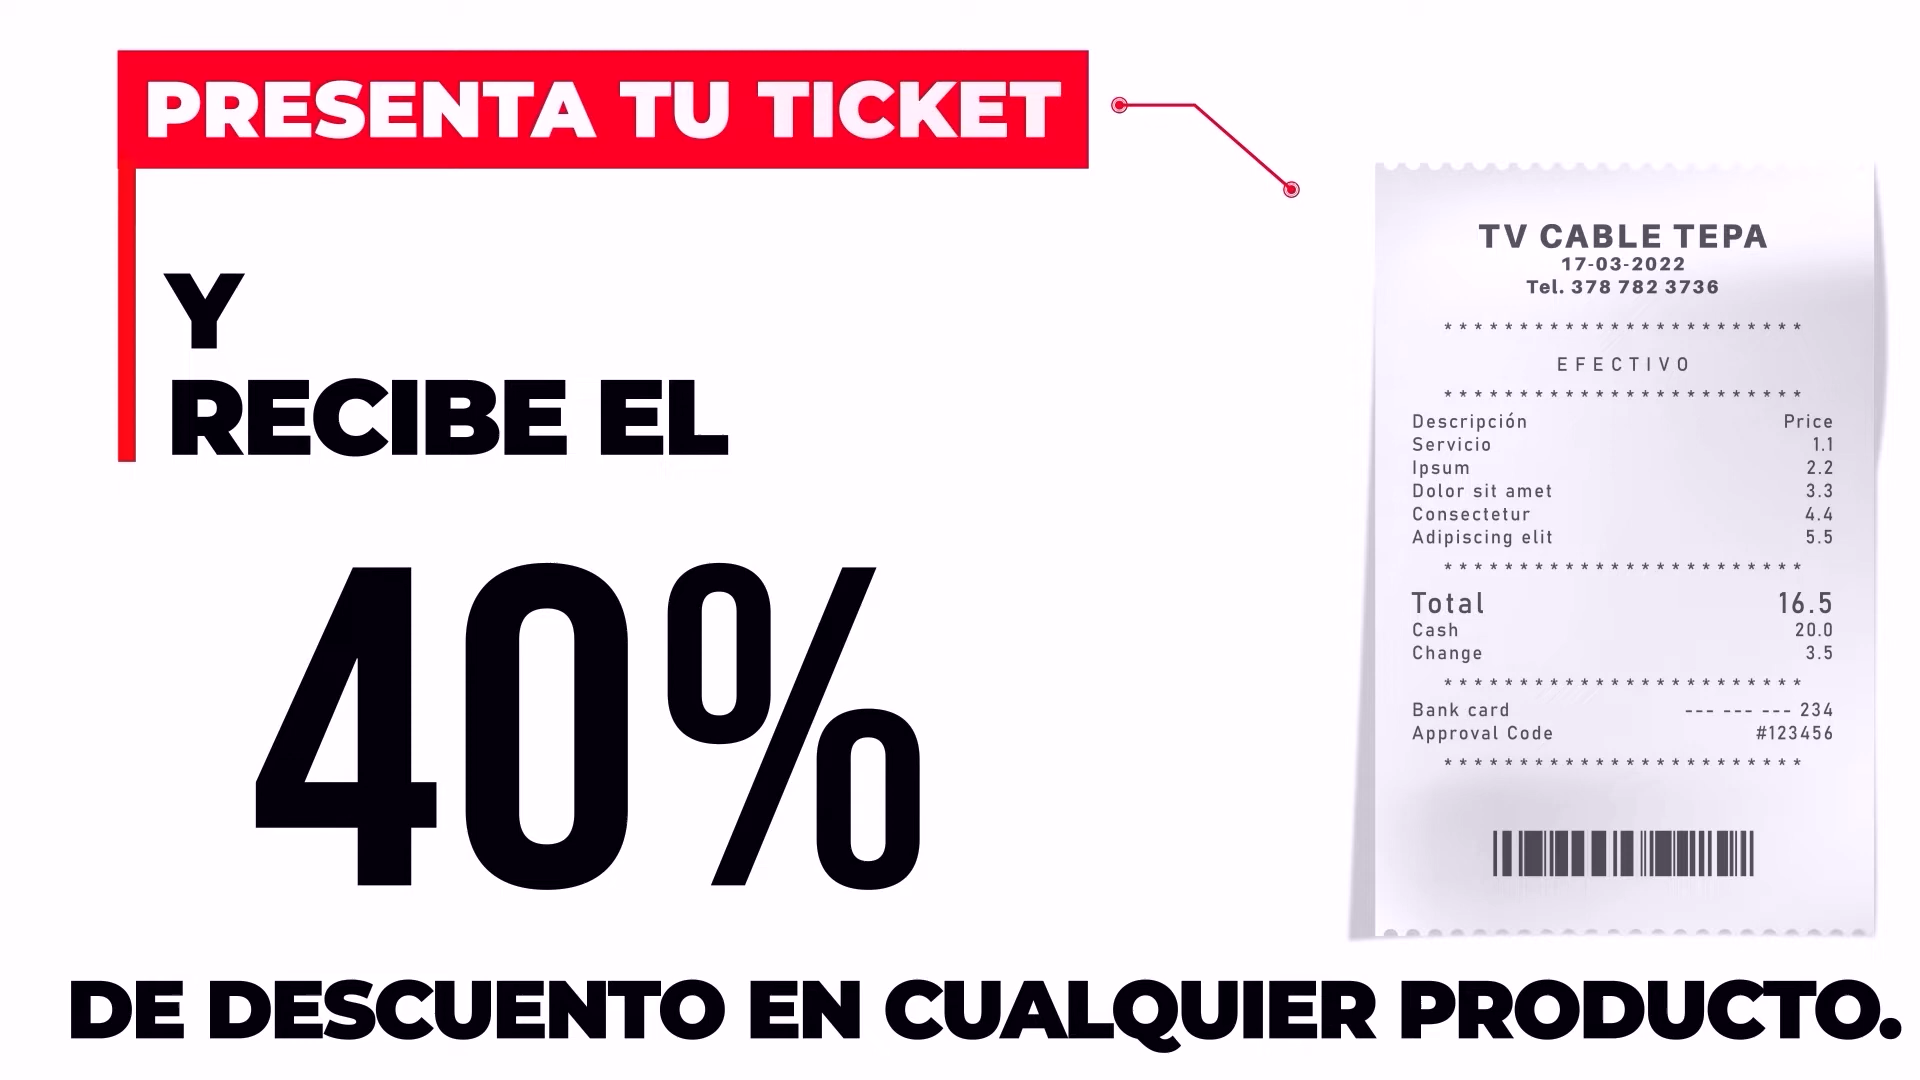 PRESENTA TU TICKET
Y
RECIBE EL
40%
DE DESCUENTO EN CUALQUIER PRODUCTO.
TV CABLE TEPA
17-03-2022
Tel. 378 782 3736
************************
EFECTIVO
************************
Descripción Price
Servicio 1.1
Ipsum 2.2
Dolor sit amet 3.3
Consectetur 4.4
Adipiscing elit 5.5
************************
Total 16.5
Cash 20.0
Change 3.5
************************
Bank card --- --- --- 234
Approval Code #123456
************************